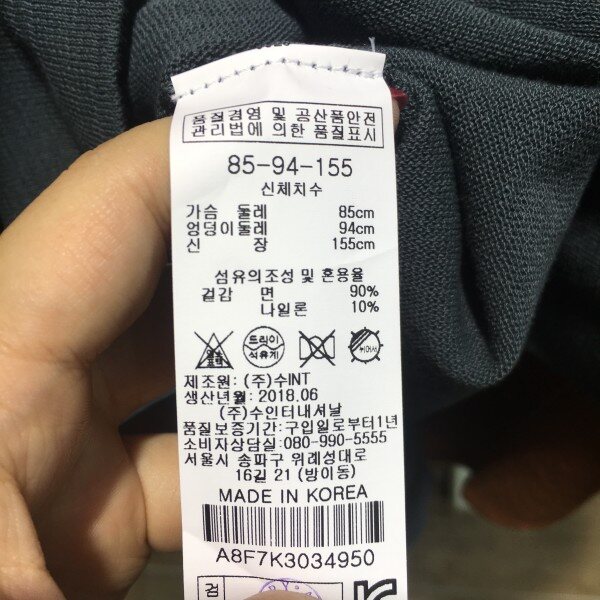 품질경영 및 공산품안전
관리법에 의한 품질표시
85-94-155
신체치수
가슴 둘레 85cm
엉덩이둘레 94cm
신 장 155cm
섬유의조성 및 혼용율
겉감 면 90%
나일론 10%
드라이
석유계
뉘어서
제조원: (주)수INT
생산년월: 2018.06
(주)수인터내셔날
품질보증기간: 구입일로부터1년
소비자상담실: 080-990-5555
서울시 송파구 위례성대로
16길 21 (방이동)
MADE IN KOREA
A8F7K3034950
검